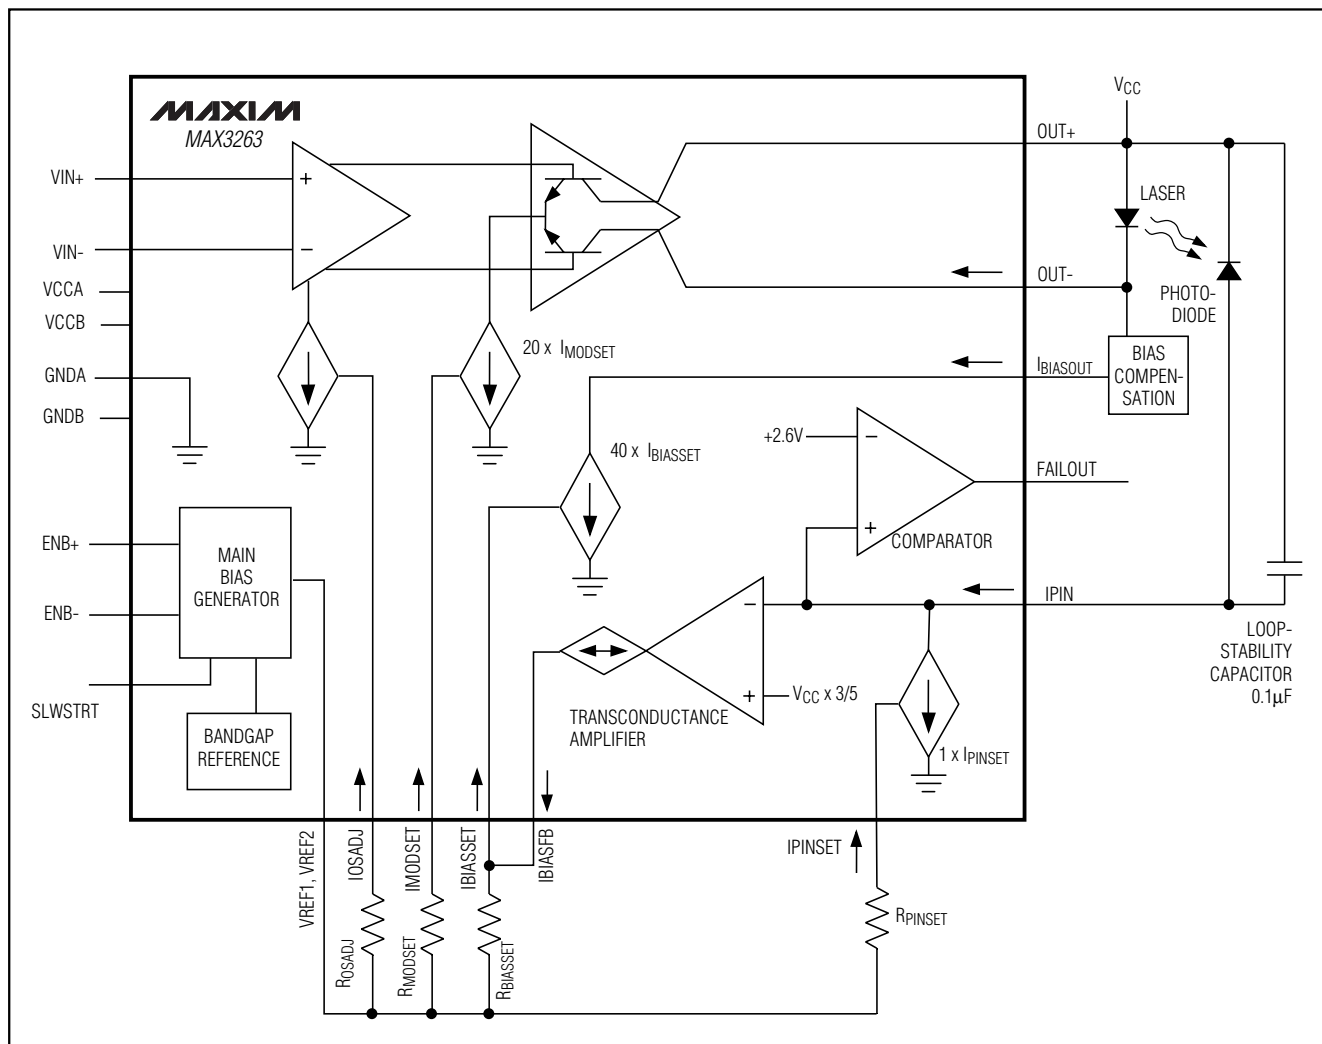 MAXIM
MAX3263
VIN+
VIN-
VCCA
VCCB
GNDA
GNDB
ENB+
ENB-
SLWSTRT
+
−
20 x IMODSET
40 x IBIASSET
MAIN
BIAS
GENERATOR
BANDGAP
REFERENCE
+2.6V
−
+
COMPARATOR
−
+
VCC x 3/5
TRANSCONDUCTANCE
AMPLIFIER
1 x IPINSET
VCC
OUT+
LASER
OUT-
PHOTO-
DIODE
IBIASOUT
BIAS
COMPEN-
SATION
FAILOUT
IPIN
LOOP-
STABILITY
CAPACITOR
0.1µF
VREF1, VREF2
IOSADJ
IMODSET
IBIASSET
IBIASFB
IPINSET
ROSADJ
RMODSET
RBIASSET
RPINSET